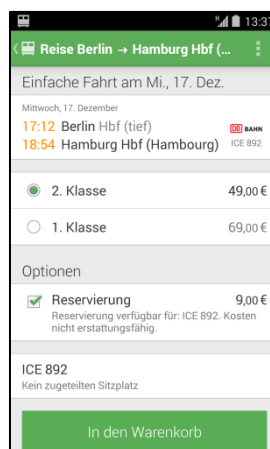 13:37
Reise Berlin → Hamburg Hbf (...
Einfache Fahrt am Mi., 17. Dez.
Mittwoch, 17. Dezember
17:12 Berlin Hbf (tief) DB BAHN
18:54 Hamburg Hbf (Hambourg) ICE 892
2. Klasse 49,00 €
1. Klasse 69,00 €
Optionen
Reservierung 9,00 €
Reservierung verfügbar für: ICE 892. Kosten
nicht erstattungsfähig.
ICE 892
Kein zugeteilten Sitzplatz
In den Warenkorb